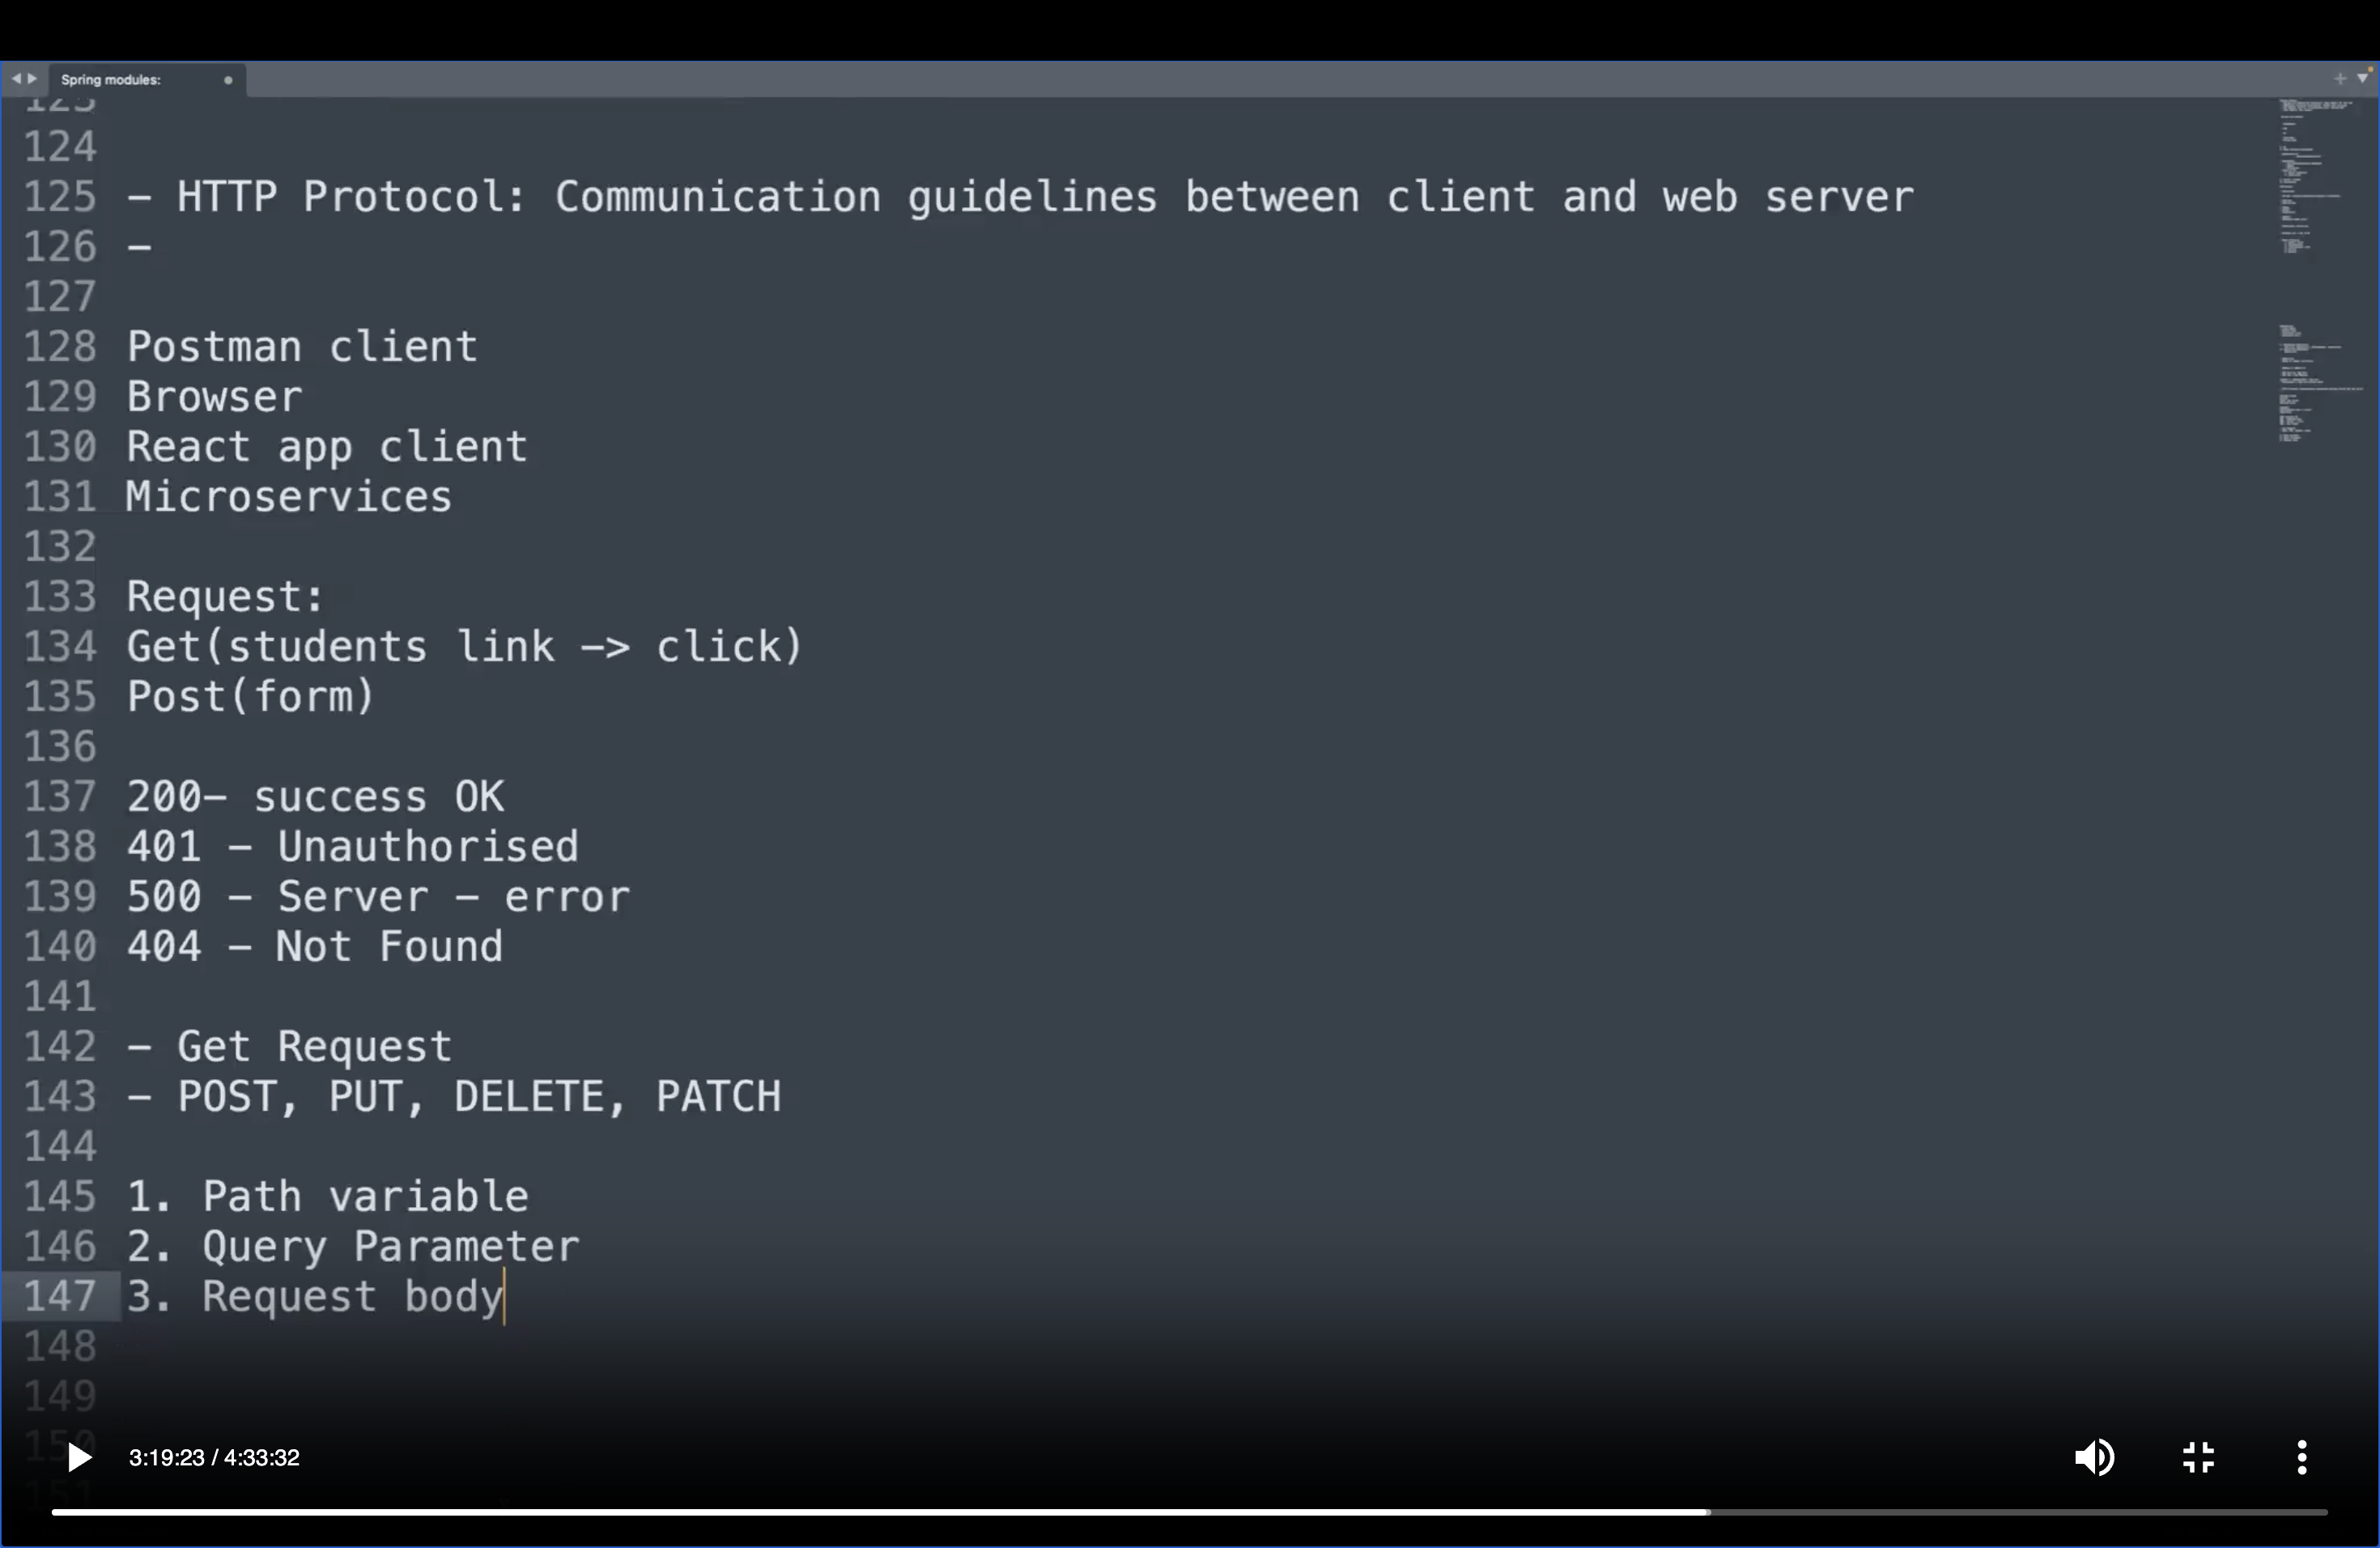 Spring modules:
123
124
125 - HTTP Protocol: Communication guidelines between client and web server
126 -
127
128 Postman client
129 Browser
130 React app client
131 Microservices
132
133 Request:
134 Get(students link -> click)
135 Post(form)
136
137 200- success OK
138 401 - Unauthorised
139 500 - Server - error
140 404 - Not Found
141
142 - Get Request
143 - POST, PUT, DELETE, PATCH
144
145 1. Path variable
146 2. Query Parameter
147 3. Request body
148
149
150
151
3:19:23 / 4:33:32